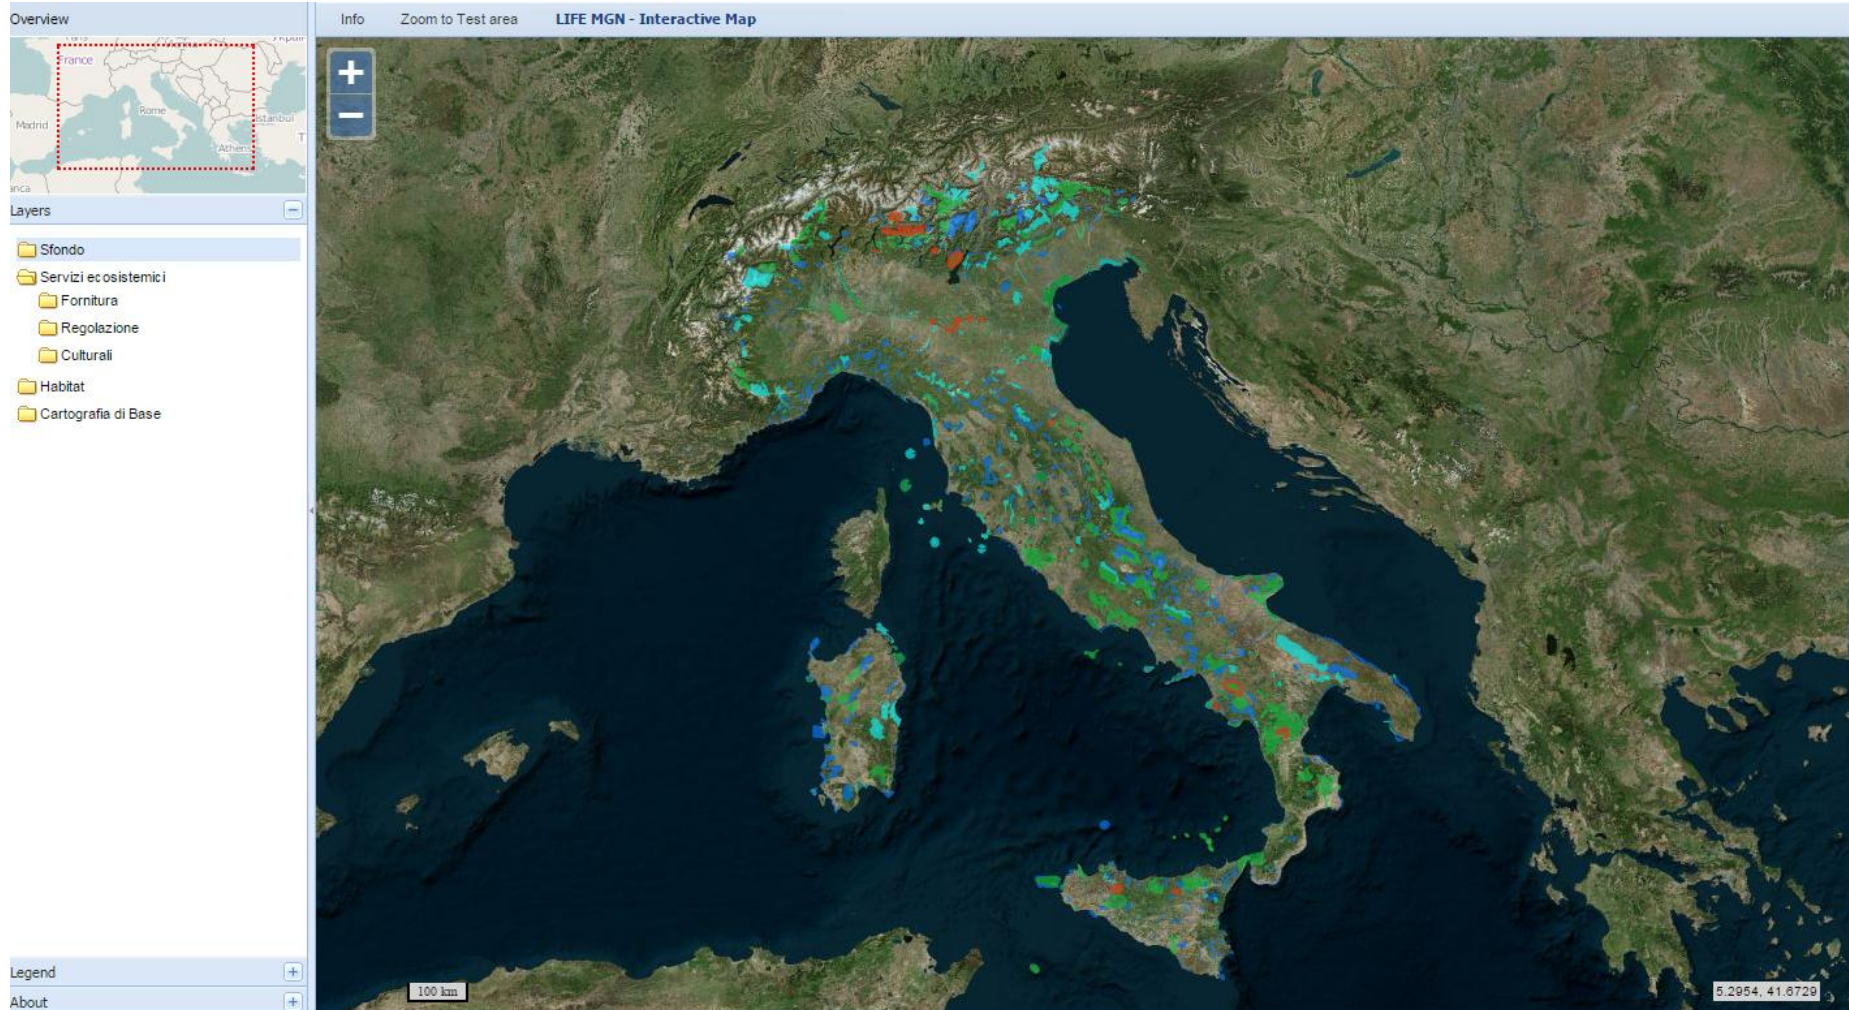 Overview
Info
Zoom to Test area
LIFE MGN - Interactive Map
France
Rome
Madrid
Istanbul
Athens
Layers
Sfondo
Servizi ecosistemici
Fornitura
Regolazione
Culturali
Habitat
Cartografia di Base
Legend
About
100 km
5.2954, 41.6729